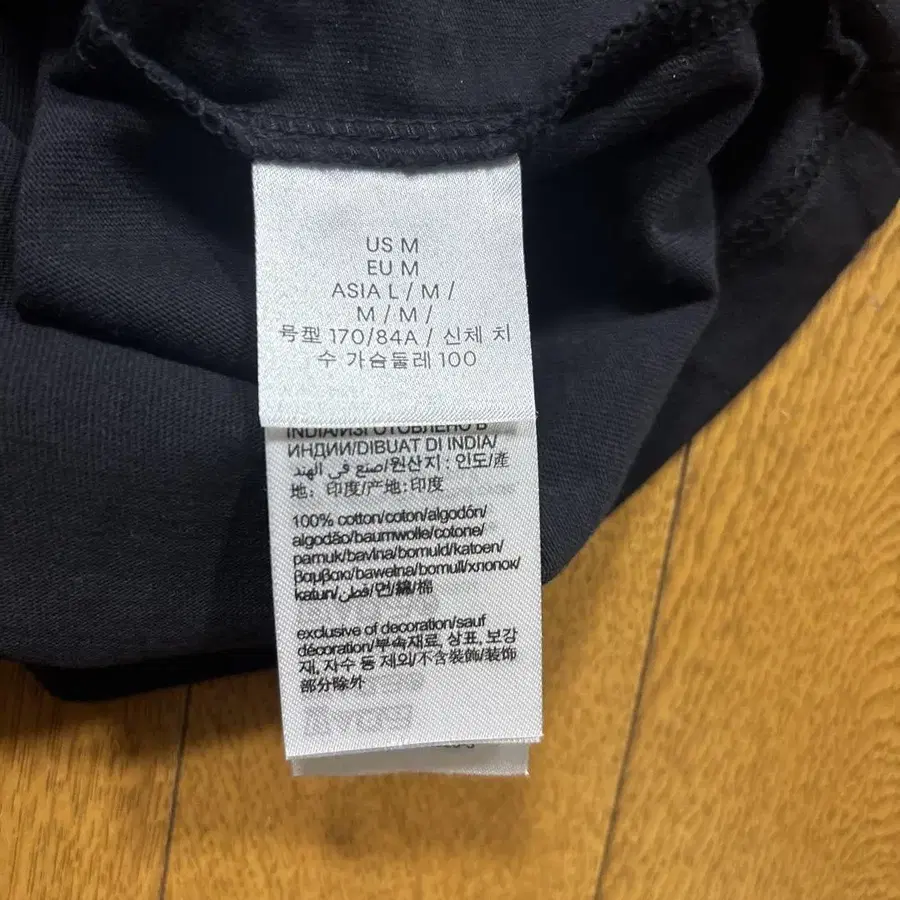 US M
EU M
ASIA L / M /
M / M /
号型 170/84A / 신체 치
수 가슴둘레 100
INDIA/ИЗГОТОВЛЕНО В
ИНДИИ/DIBUAT DI INDIA/
صنع في الهند/원산지 : 인도/產
地: 印度/产地:印度
100% cotton/coton/algodón/
algodão/baumwolle/cotone/
pamuk/bavlna/bomuld/katoen/
βαμβακι/bawełna/bomull/хлопок/
katun/قطن/면/綿/棉
exclusive of decoration/sauf
décoration/부속재료, 상표, 보강
재, 자수 등 제외/不含裝飾/装饰
部分除外